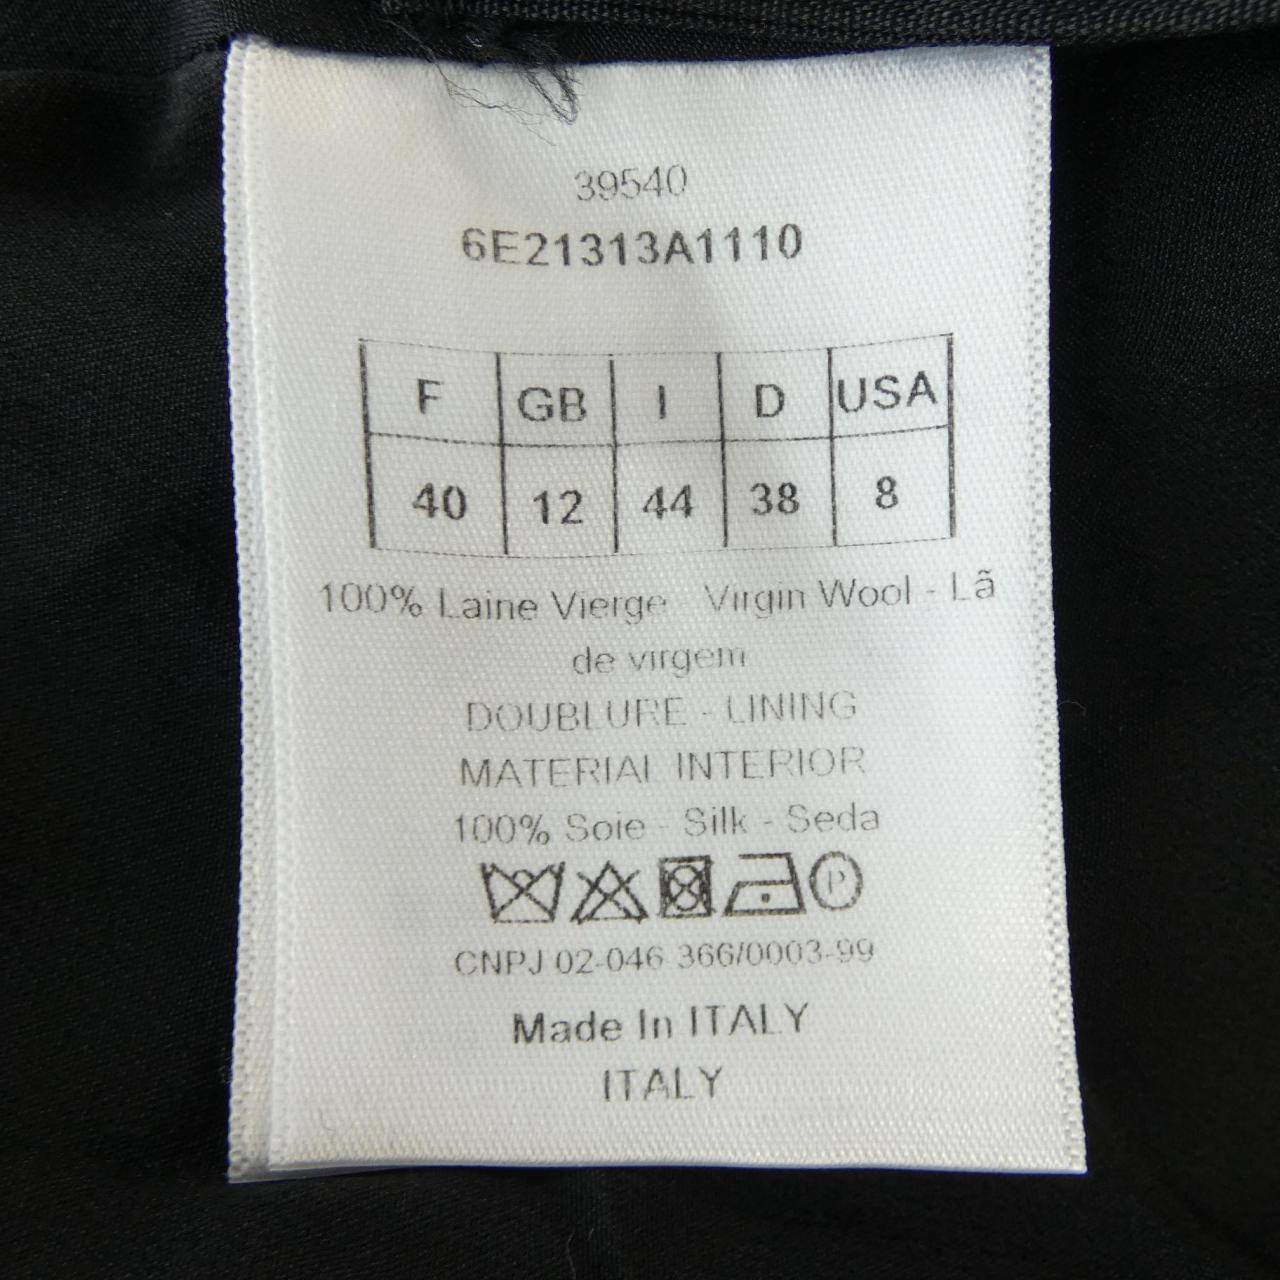 39540
6E21313A1110
F GB I D USA
40 12 44 38 8
100% Laine Vierge - Virgin Wool - Lã
de virgem
DOUBLURE - LINING
MATERIAL INTERIOR
100% Soie - Silk - Seda
P
CNPJ 02-046 366/0003-99
Made In ITALY
ITALY